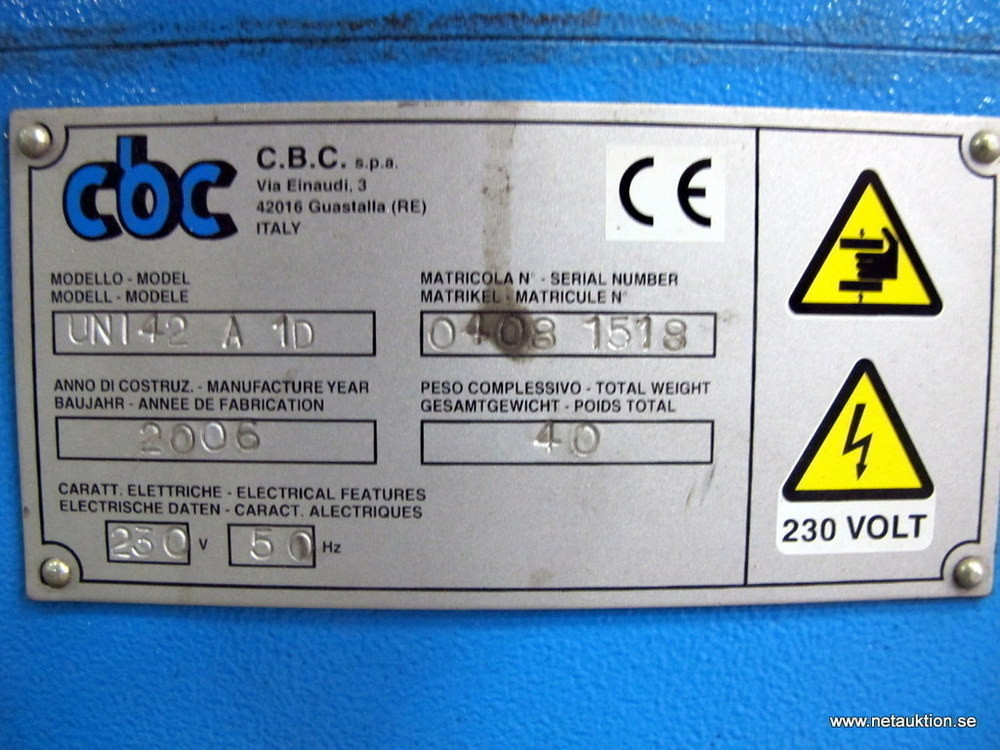 cbc
C.B.C. s.p.a.
Via Einaudi, 3
42016 Guastalla (RE)
ITALY
CE
MODELLO - MODEL
MODELL - MODELE
UNI42 A 1D
MATRICOLA N° - SERIAL NUMBER
MATRIKEL - MATRICULE N°
0408 1518
ANNO DI COSTRUZ. - MANUFACTURE YEAR
BAUJAHR - ANNEE DE FABRICATION
2006
PESO COMPLESSIVO - TOTAL WEIGHT
GESAMTGEWICHT - POIDS TOTAL
40
CARATT. ELETTRICHE - ELECTRICAL FEATURES
ELECTRISCHE DATEN - CARACT. ALECTRIQUES
230 V 50 Hz
230 VOLT
www.netauktion.se